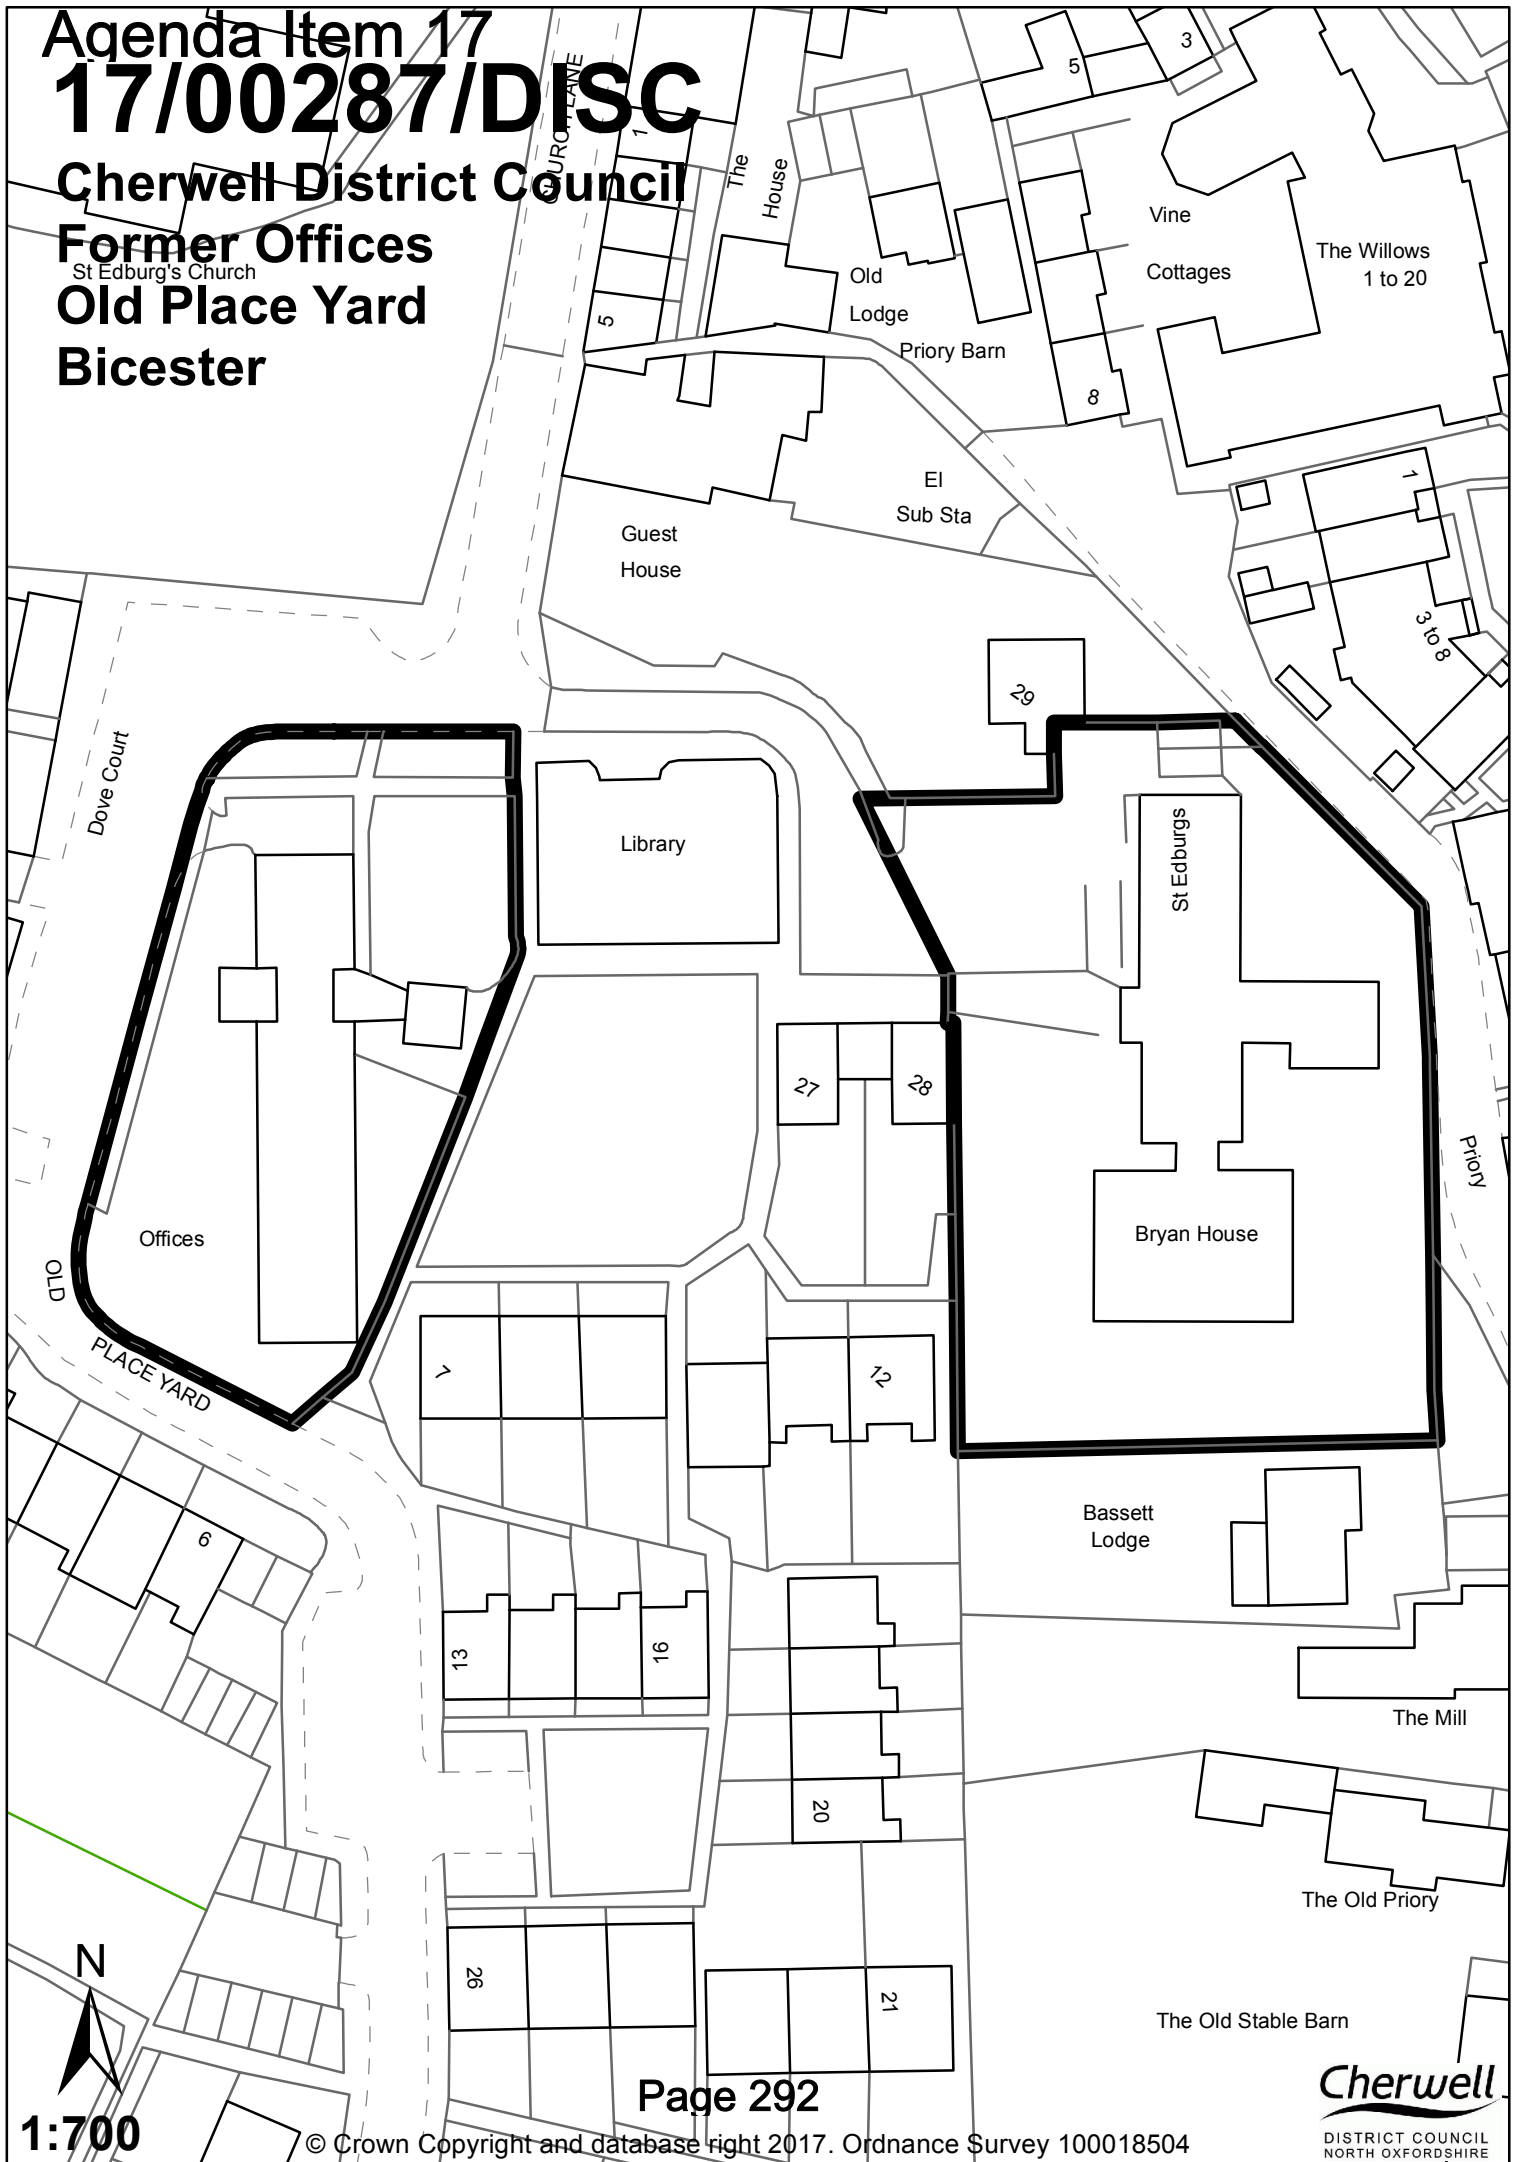 Agenda Item 17
17/00287/DISC
Cherwell District Council
Former Offices
Old Place Yard
Bicester
St Edburg's Church
CHURCH LANE
1
5
The
House
5
3
Vine
Cottages
The Willows
1 to 20
Old
Lodge
Priory Barn
8
El
Sub Sta
Guest
House
1
3 to 8
29
Dove Court
Library
St Edburgs
27
28
Priory
Offices
Bryan House
OLD
PLACE YARD
7
12
6
Bassett
Lodge
13
16
The Mill
20
The Old Priory
26
21
The Old Stable Barn
N
1:700
Page 292
© Crown Copyright and database right 2017. Ordnance Survey 100018504
Cherwell
DISTRICT COUNCIL
NORTH OXFORDSHIRE